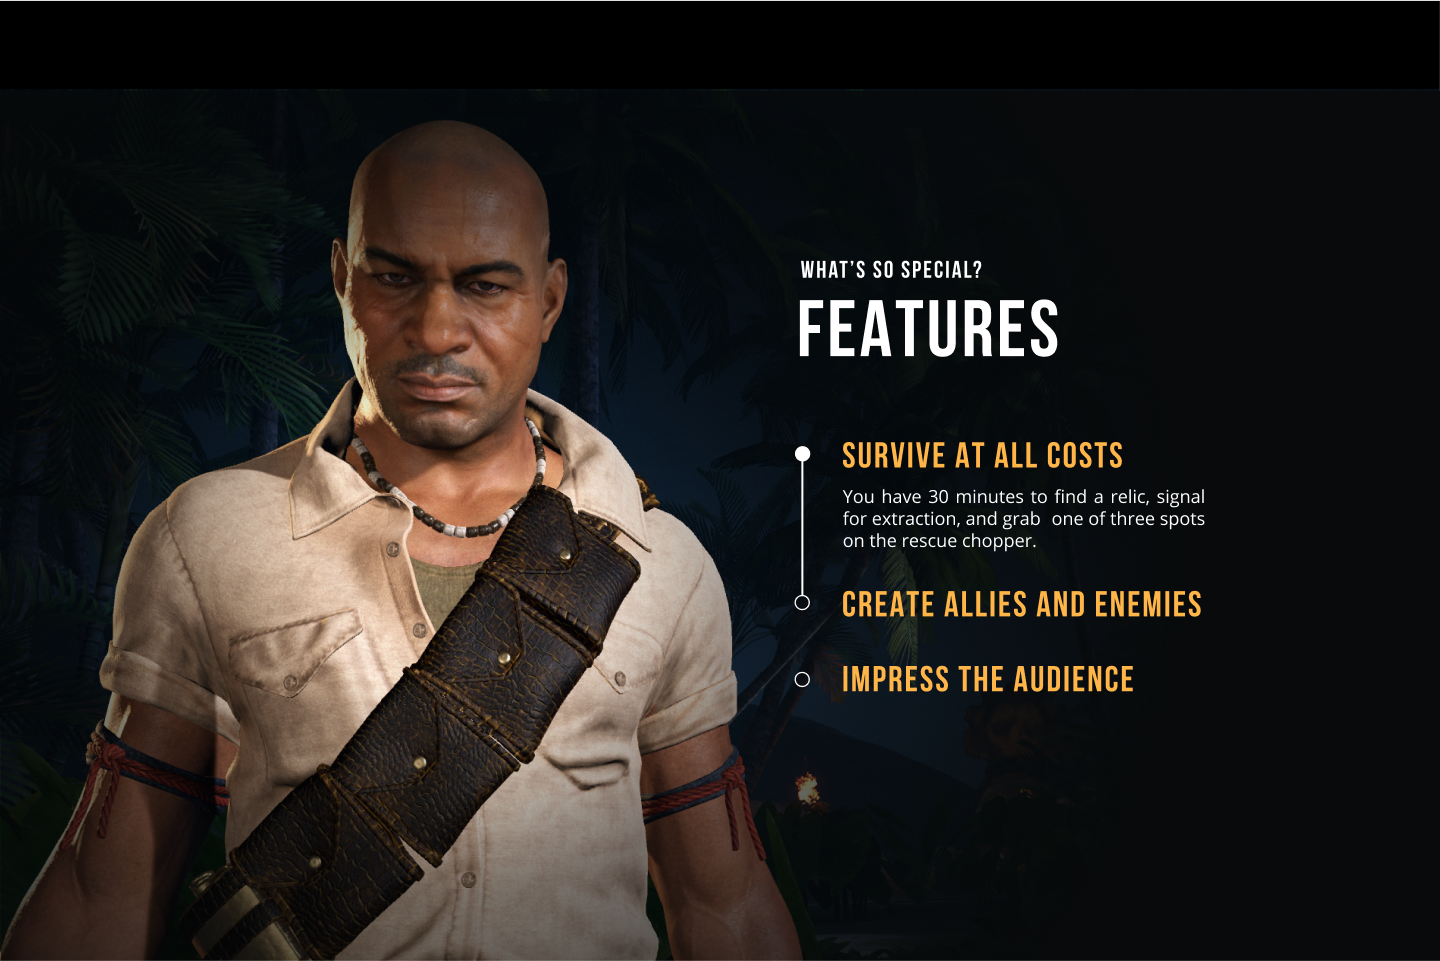 WHAT'S SO SPECIAL?
FEATURES
SURVIVE AT ALL COSTS
You have 30 minutes to find a relic, signal
for extraction, and grab  one of three spots
on the rescue chopper.
CREATE ALLIES AND ENEMIES
IMPRESS THE AUDIENCE